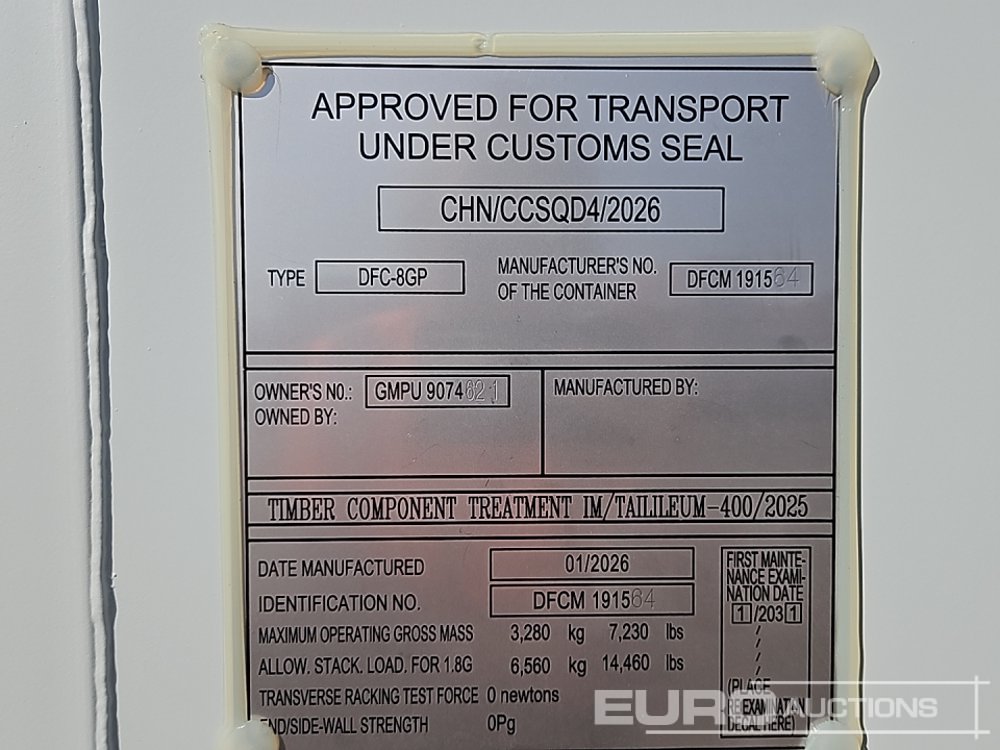 APPROVED FOR TRANSPORT
UNDER CUSTOMS SEAL
CHN/CCSQD4/2026
TYPE DFC-8GP
MANUFACTURER'S NO.
OF THE CONTAINER
DFCM 191564
OWNER'S NO.: GMPU 9074621
OWNED BY:
MANUFACTURED BY:
TIMBER COMPONENT TREATMENT IM/TAILILEUM-400/2025
DATE MANUFACTURED 01/2026
IDENTIFICATION NO. DFCM 191564
MAXIMUM OPERATING GROSS MASS 3,280 kg 7,230 lbs
ALLOW. STACK. LOAD. FOR 1.8G 6,560 kg 14,460 lbs
TRANSVERSE RACKING TEST FORCE 0 newtons
END/SIDE-WALL STRENGTH 0Pg
FIRST MAINTE-
NANCE EXAMI-
NATION DATE
1/2031
/
/
/
/
(PLACE
REEXAMINATION
DECAL HERE)
EURO AUCTIONS